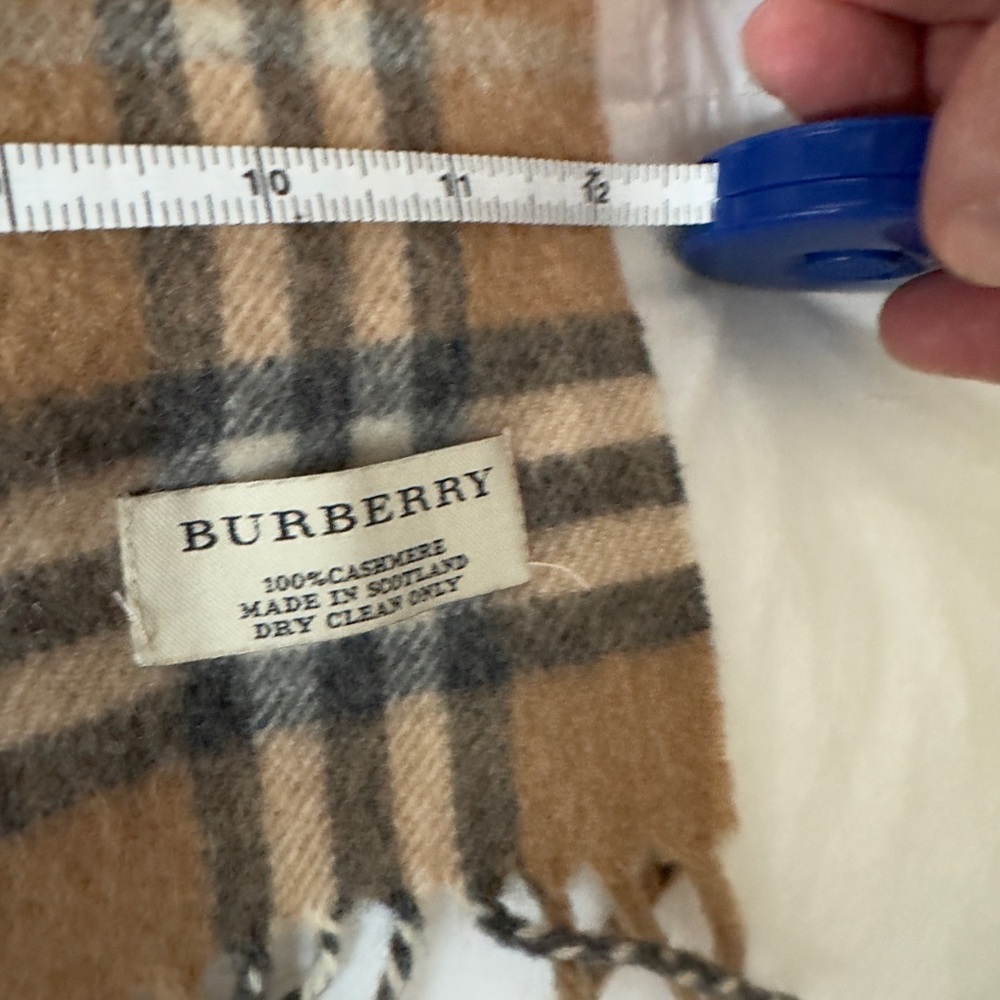 10 11 12
BURBERRY
100% CASHMERE
MADE IN SCOTLAND
DRY CLEAN ONLY